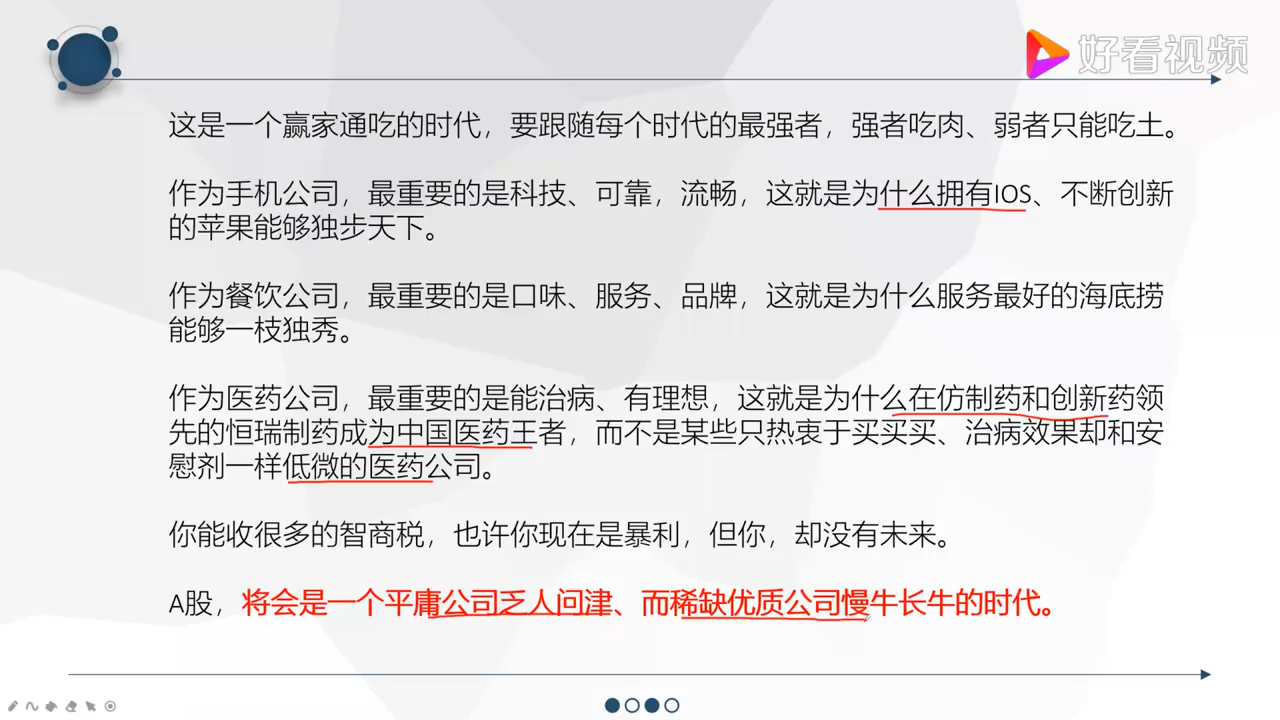 好看视频
这是一个赢家通吃的时代，要跟随每个时代的最强者，强者吃肉、弱者只能吃土。
作为手机公司，最重要的是科技、可靠，流畅，这就是为什么拥有IOS、不断创新
的苹果能够独步天下。
作为餐饮公司，最重要的是口味、服务、品牌，这就是为什么服务最好的海底捞
能够一枝独秀。
作为医药公司，最重要的是能治病、有理想，这就是为什么在仿制药和创新药领
先的恒瑞制药成为中国医药王者，而不是某些只热衷于买买买、治病效果却和安
慰剂一样低微的医药公司。
你能收很多的智商税，也许你现在是暴利，但你，却没有未来。
A股，将会是一个平庸公司乏人问津、而稀缺优质公司慢牛长牛的时代。